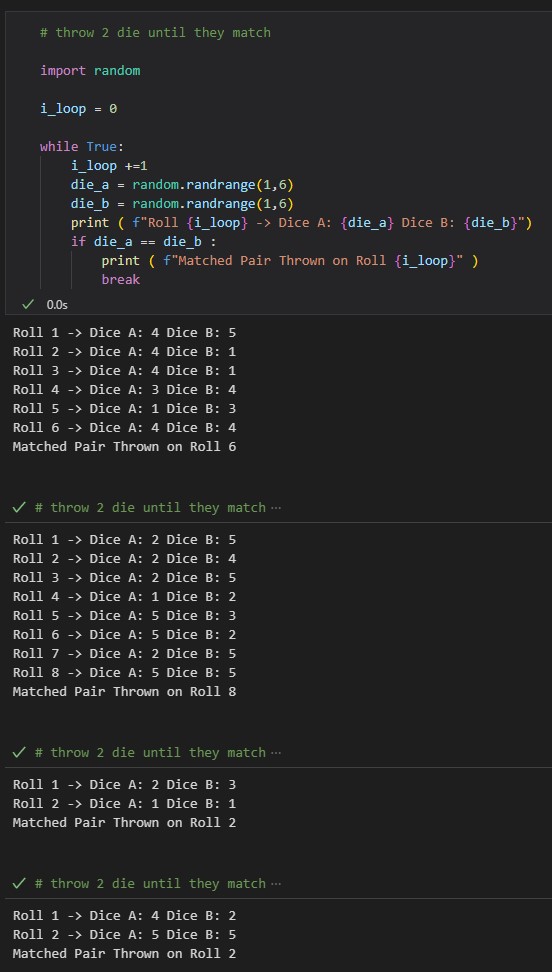 # throw 2 die until they match
import random
i_loop = 0
while True:
i_loop +=1
die_a = random.randrange(1,6)
die_b = random.randrange(1,6)
print ( f"Roll {i_loop} -> Dice A: {die_a} Dice B: {die_b}")
if die_a == die_b :
print ( f"Matched Pair Thrown on Roll {i_loop}" )
break
✓ 0.0s
Roll 1 -> Dice A: 4 Dice B: 5
Roll 2 -> Dice A: 4 Dice B: 1
Roll 3 -> Dice A: 4 Dice B: 1
Roll 4 -> Dice A: 3 Dice B: 4
Roll 5 -> Dice A: 1 Dice B: 3
Roll 6 -> Dice A: 4 Dice B: 4
Matched Pair Thrown on Roll 6
✓ # throw 2 die until they match ···
Roll 1 -> Dice A: 2 Dice B: 5
Roll 2 -> Dice A: 2 Dice B: 4
Roll 3 -> Dice A: 2 Dice B: 5
Roll 4 -> Dice A: 1 Dice B: 2
Roll 5 -> Dice A: 5 Dice B: 3
Roll 6 -> Dice A: 5 Dice B: 2
Roll 7 -> Dice A: 2 Dice B: 5
Roll 8 -> Dice A: 5 Dice B: 5
Matched Pair Thrown on Roll 8
✓ # throw 2 die until they match ···
Roll 1 -> Dice A: 2 Dice B: 3
Roll 2 -> Dice A: 1 Dice B: 1
Matched Pair Thrown on Roll 2
✓ # throw 2 die until they match ···
Roll 1 -> Dice A: 4 Dice B: 2
Roll 2 -> Dice A: 5 Dice B: 5
Matched Pair Thrown on Roll 2